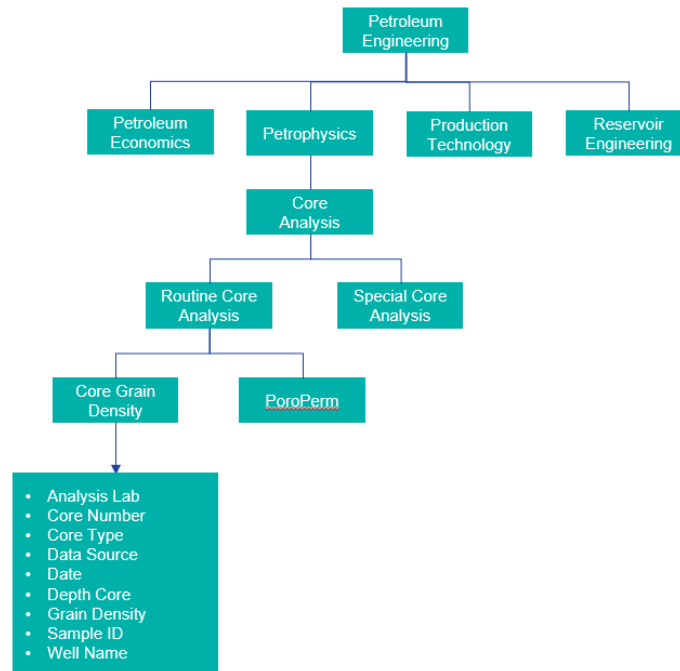 Petroleum
Engineering
Petroleum
Economics
Petrophysics
Production
Technology
Reservoir
Engineering
Core
Analysis
Routine Core
Analysis
Special Core
Analysis
Core Grain
Density
PoroPerm
• Analysis Lab
• Core Number
• Core Type
• Data Source
• Date
• Depth Core
• Grain Density
• Sample ID
• Well Name